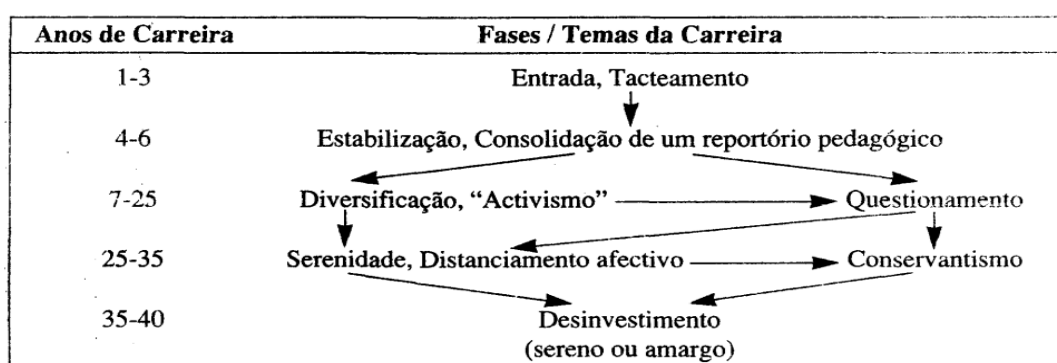 Anos de Carreira Fases / Temas da Carreira
1-3 Entrada, Tacteamento
4-6 Estabilização, Consolidação de um reportório pedagógico
7-25 Diversificação, “Activismo” Questionamento
25-35 Serenidade, Distanciamento afectivo Conservantismo
35-40 Desinvestimento
(sereno ou amargo)